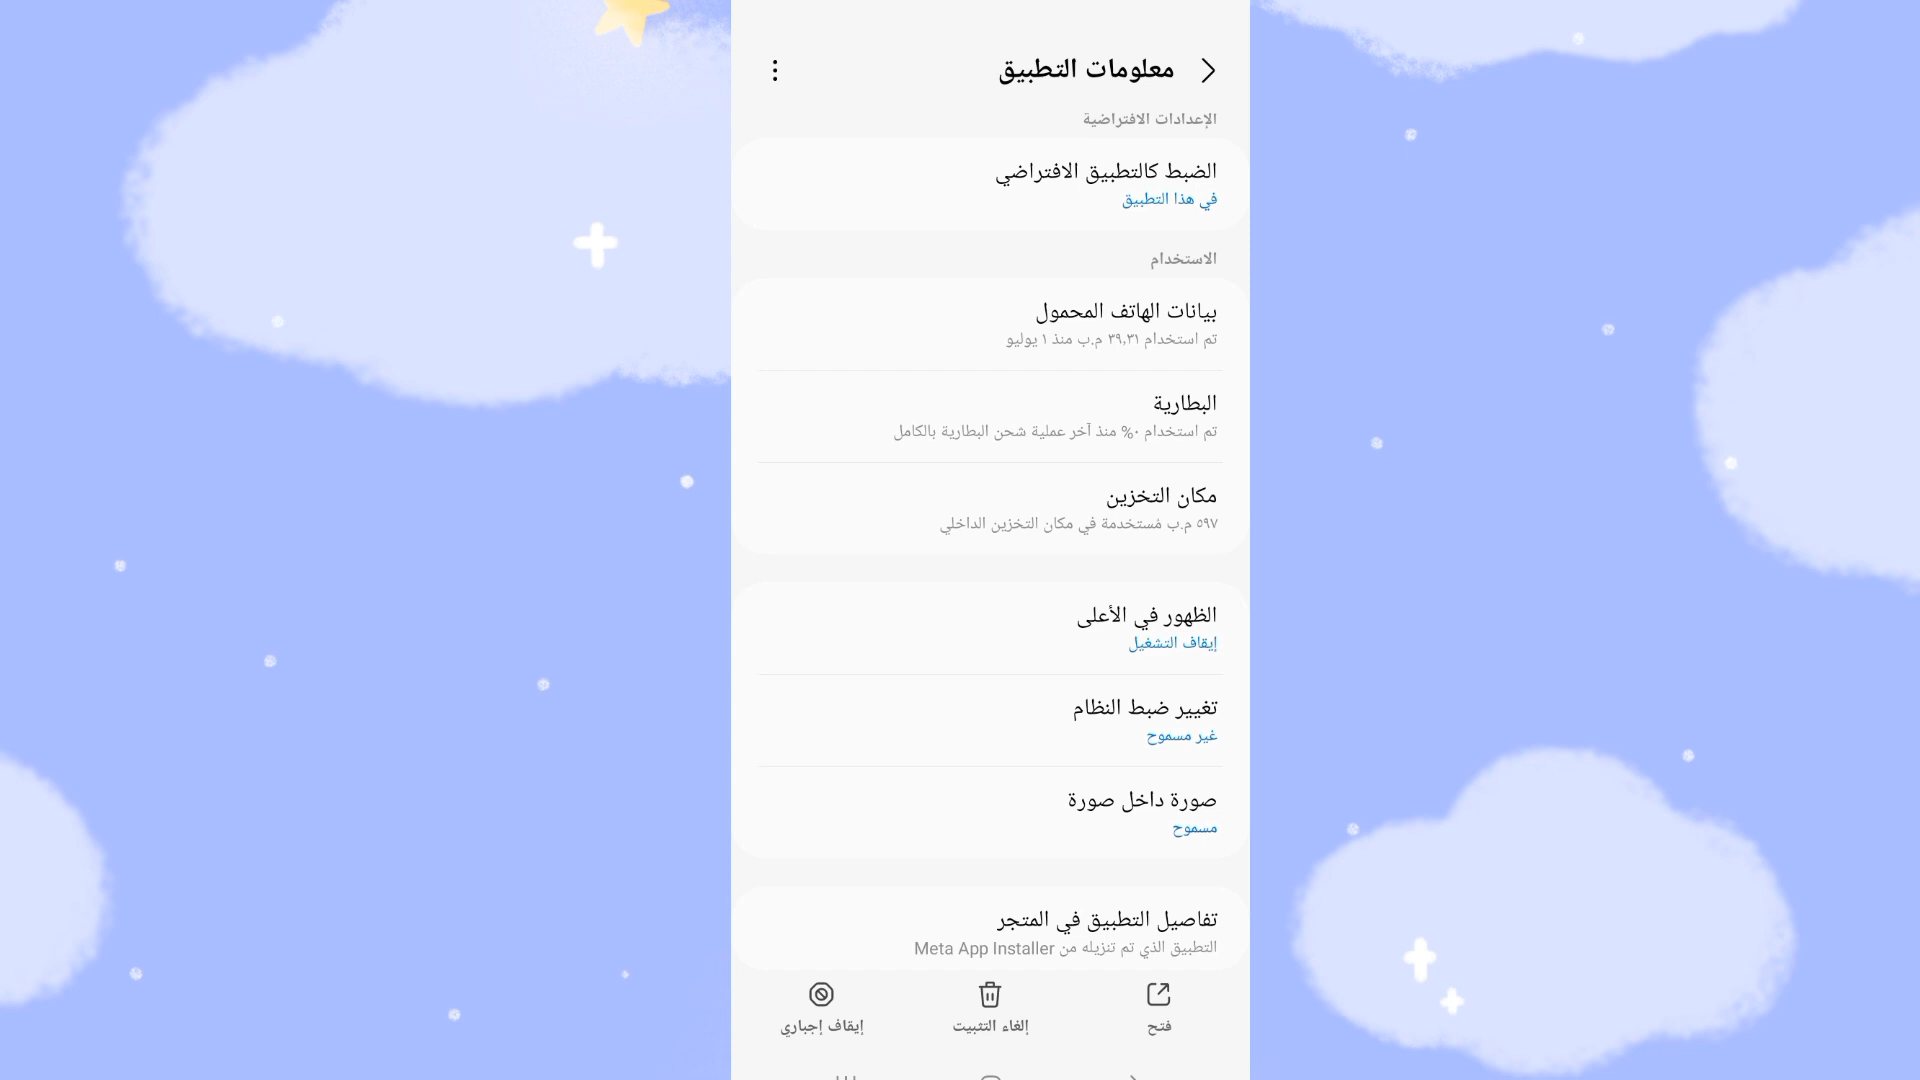 معلومات التطبيق
الإعدادات الافتراضية
الضبط كالتطبيق الافتراضي
في هذا التطبيق
الاستخدام
بيانات الهاتف المحمول
تم استخدام ٣٩,٣١ م.ب منذ ١ يوليو
البطارية
تم استخدام ٠% منذ آخر عملية شحن البطارية بالكامل
مكان التخزين
٥٩٧ م.ب مُستخدمة في مكان التخزين الداخلي
الظهور في الأعلى
إيقاف التشغيل
تغيير ضبط النظام
غير مسموح
صورة داخل صورة
مسموح
تفاصيل التطبيق في المتجر
التطبيق الذي تم تنزيله من Meta App Installer
فتح
إلغاء التثبيت
إيقاف إجباري